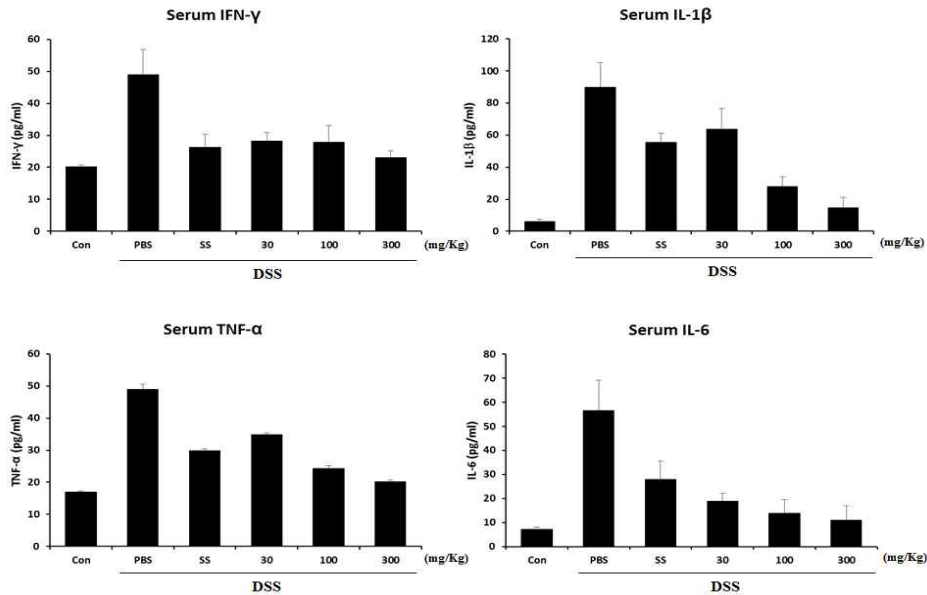 Serum IFN-γ
60
50
40
30
20
10
0
IFN-γ (pg/ml)
Con PBS SS 30 100 300 (mg/Kg)
DSS
Serum IL-1β
120
100
80
60
40
20
0
IL-1β (pg/ml)
Con PBS SS 30 100 300 (mg/Kg)
DSS
Serum TNF-α
60
50
40
30
20
10
0
TNF-α (pg/ml)
Con PBS SS 30 100 300 (mg/Kg)
DSS
Serum IL-6
80
70
60
50
40
30
20
10
0
IL-6 (pg/ml)
Con PBS SS 30 100 300 (mg/Kg)
DSS